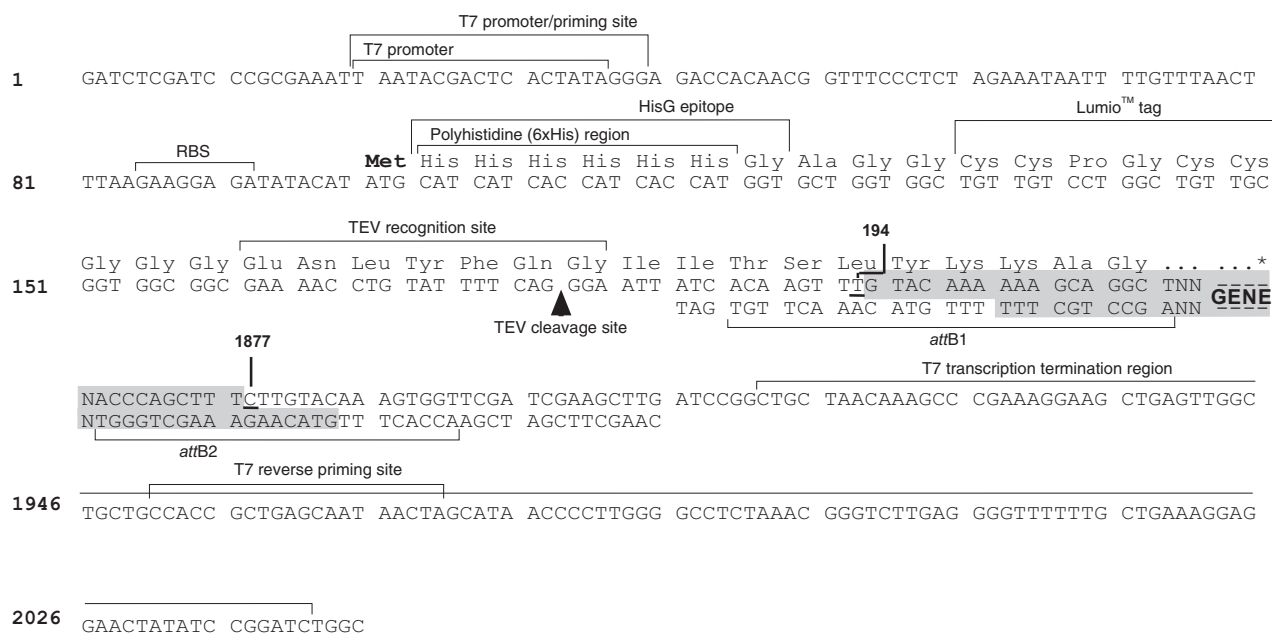 T7 promoter/priming site
T7 promoter
1 GATCTCGATC CCGCGAAATT AATACGACTC ACTATAGGGA GACCACAACG GTTTCCCTCT AGAAATAATT TTGTTTAACT
HisG epitope
Lumio™ tag
Polyhistidine (6xHis) region
RBS
Met His His His His His His Gly Ala Gly Gly Cys Cys Pro Gly Cys Cys
81 TTAAGAAGGA GATATACAT ATG CAT CAT CAC CAT CAC CAT GGT GCT GGT GGC TGT TGT CCT GGC TGT TGC
TEV recognition site
194
Gly Gly Gly Glu Asn Leu Tyr Phe Gln Gly Ile Ile Thr Ser Leu Tyr Lys Lys Ala Gly ... ...*
151 GGT GGC GGC GAA AAC CTG TAT TTT CAG GGA ATT ATC ACA AGT TTG TAC AAA AAA GCA GGC TNN GENE
TAG TGT TCA AAC ATG TTT TTT CGT CCG ANN
TEV cleavage site
attB1
1877
T7 transcription termination region
NACCCAGCTT TCTTGTACAA AGTGGTTCGA TCGAAGCTTG ATCCGGCTGC TAACAAAGCC CGAAAGGAAG CTGAGTTGGC
NTGGGTCGAA AGAACATGTT TCACCAAGCT AGCTTCGAAC
attB2
T7 reverse priming site
1946 TGCTGCCACC GCTGAGCAAT AACTAGCATA ACCCCTTGGG GCCTCTAAAC GGGTCTTGAG GGGTTTTTTG CTGAAAGGAG
2026 GAACTATATC CGGATCTGGC